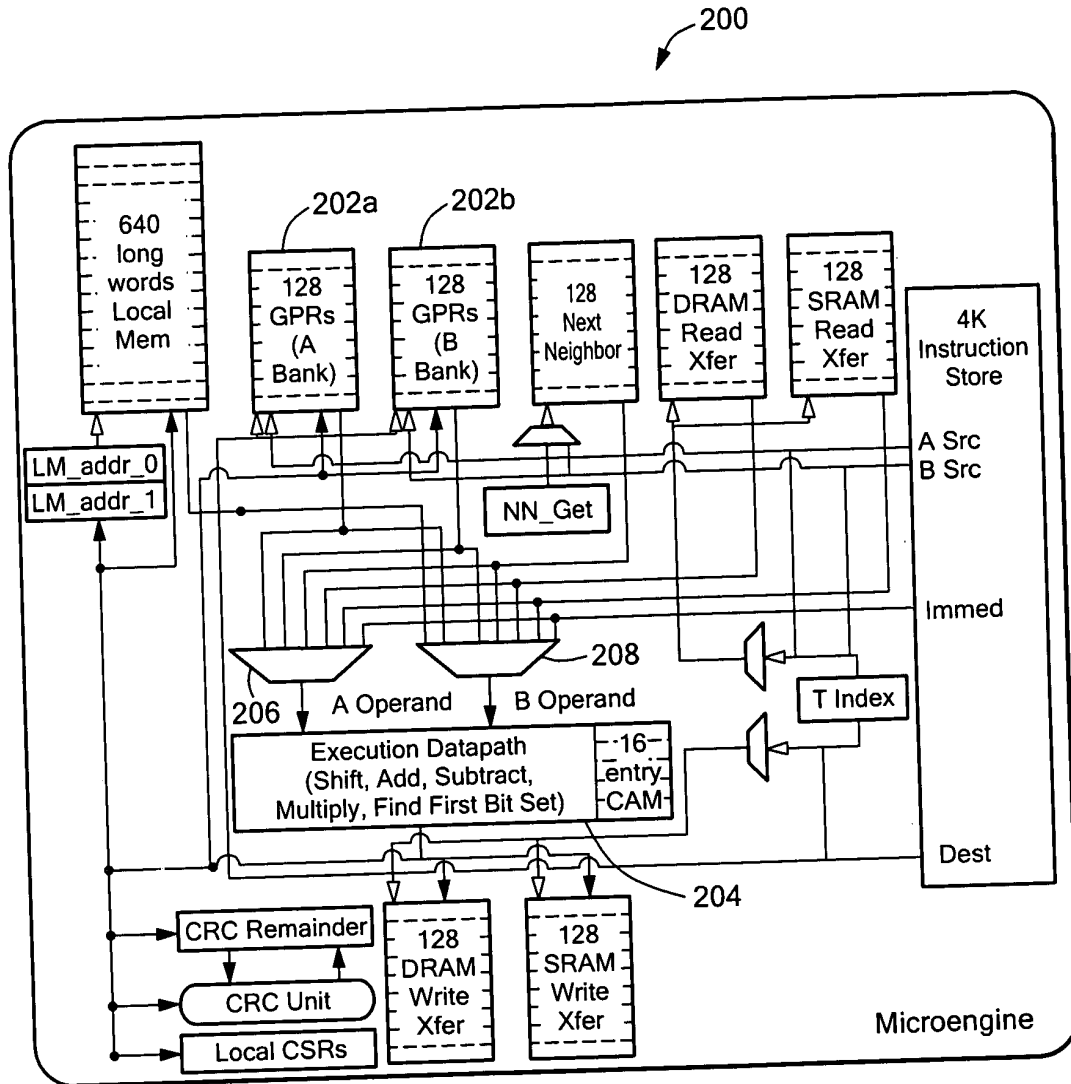 200
202a
202b
640
long
words
Local
Mem
128
GPRs
(A
Bank)
128
GPRs
(B
Bank)
128
Next
Neighbor
128
DRAM
Read
Xfer
128
SRAM
Read
Xfer
4K
Instruction
Store
LM_addr_0
LM_addr_1
NN_Get
A Src
B Src
Immed
206
208
A Operand
B Operand
T Index
Execution Datapath
(Shift, Add, Subtract,
Multiply, Find First Bit Set)
16
entry
CAM
Dest
204
CRC Remainder
CRC Unit
Local CSRs
128
DRAM
Write
Xfer
128
SRAM
Write
Xfer
Microengine